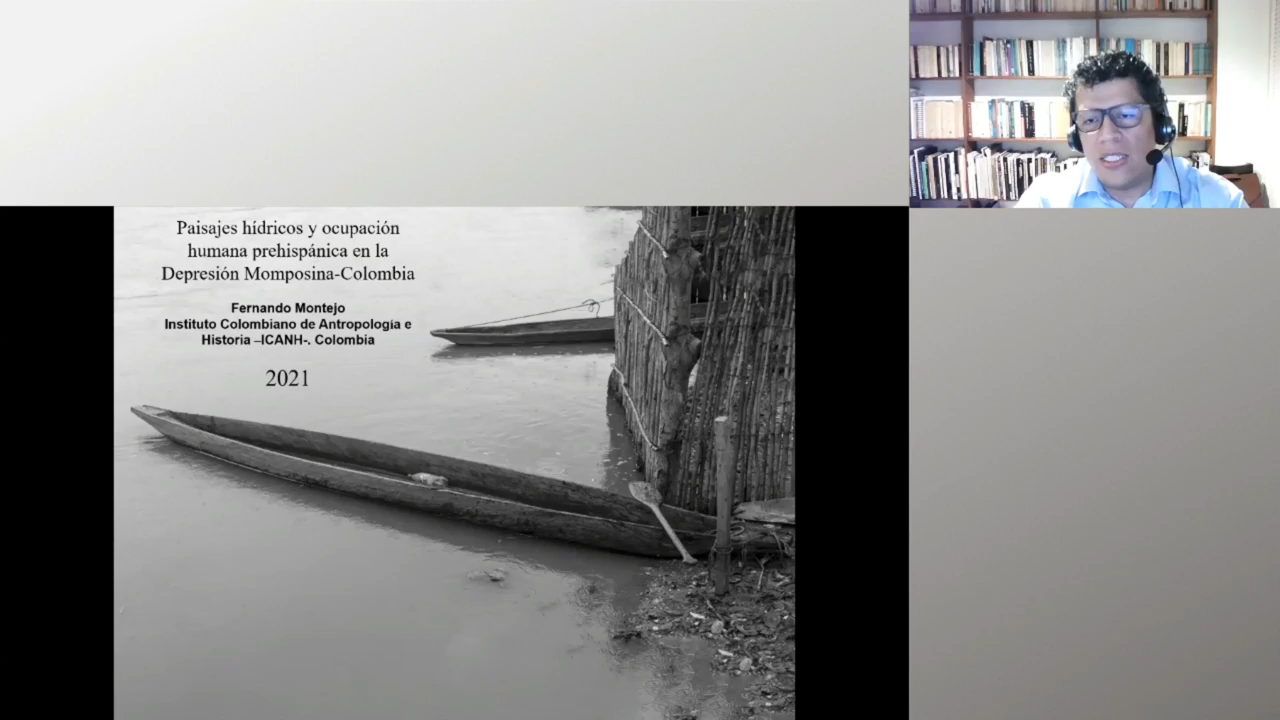 Paisajes hídricos y ocupación
humana prehispánica en la
Depresión Momposina-Colombia
Fernando Montejo
Instituto Colombiano de Antropología e
Historia –ICANH-. Colombia
2021